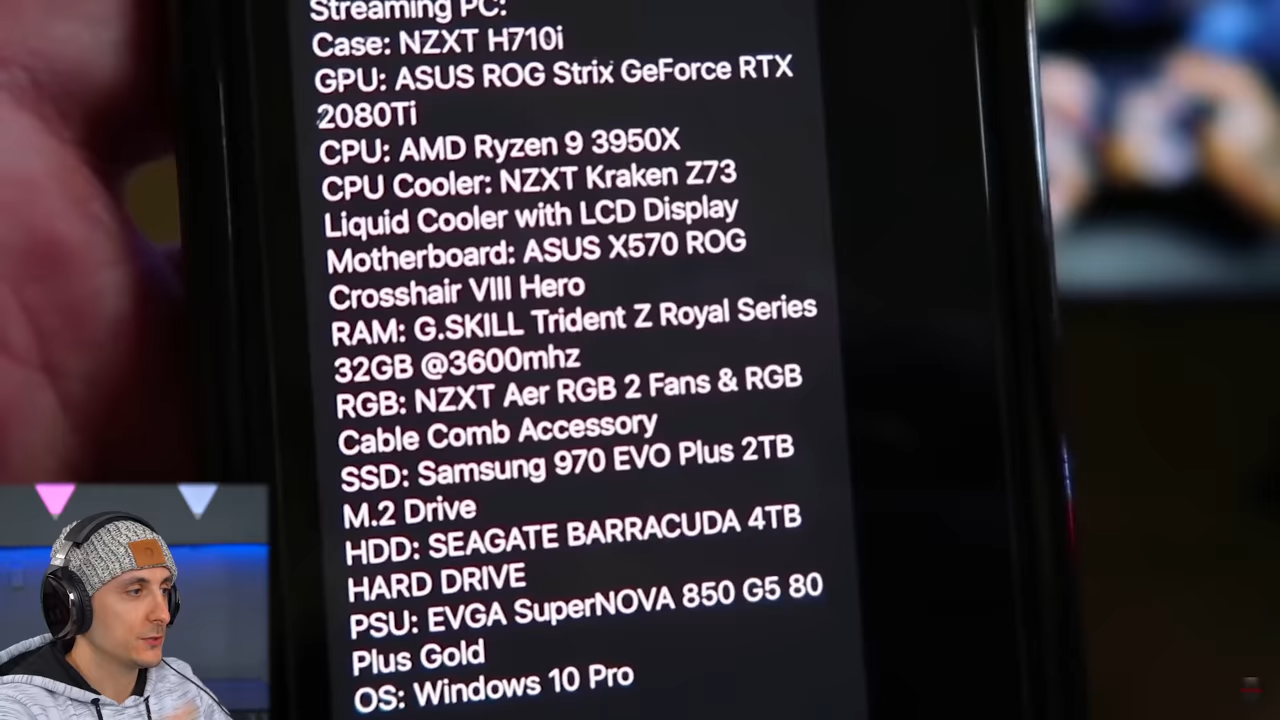 Streaming PC:
Case: NZXT H710i
GPU: ASUS ROG Strix GeForce RTX
2080Ti
CPU: AMD Ryzen 9 3950X
CPU Cooler: NZXT Kraken Z73
Liquid Cooler with LCD Display
Motherboard: ASUS X570 ROG
Crosshair VIII Hero
RAM: G.SKILL Trident Z Royal Series
32GB @3600mhz
RGB: NZXT Aer RGB 2 Fans & RGB
Cable Comb Accessory
SSD: Samsung 970 EVO Plus 2TB
M.2 Drive
HDD: SEAGATE BARRACUDA 4TB
HARD DRIVE
PSU: EVGA SuperNOVA 850 G5 80
Plus Gold
OS: Windows 10 Pro